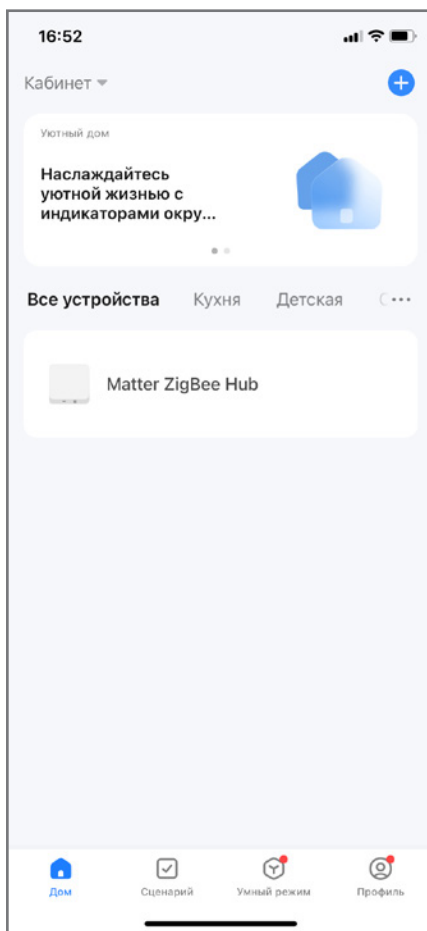 16:52
Кабинет
Уютный дом
Наслаждайтесь
уютной жизнью с
индикаторами окру...
Все устройства Кухня Детская
Matter ZigBee Hub
Дом Сценарий Умный режим Профиль